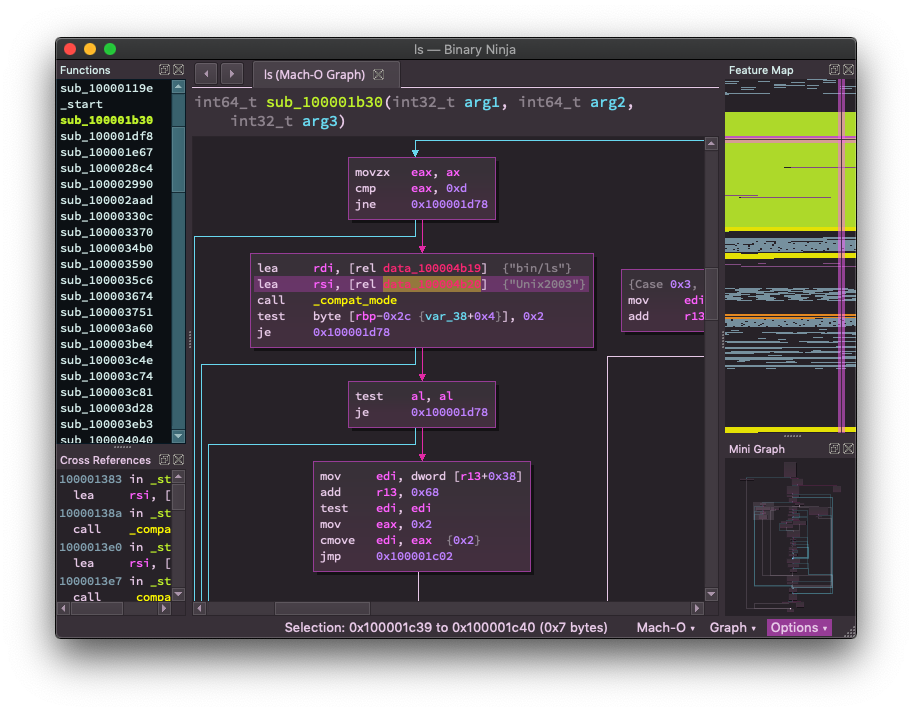 ls — Binary Ninja
Functions
sub_10000119e
_start
sub_100001b30
sub_100001df8
sub_100001e67
sub_1000028c4
sub_100002990
sub_100002aad
sub_10000330c
sub_100003370
sub_1000034b0
sub_100003590
sub_1000035c6
sub_100003674
sub_100003751
sub_100003a60
sub_100003be4
sub_100003c4e
sub_100003c74
sub_100003c81
sub_100003d28
sub_100003eb3
sub_100004040
Cross References
100001383 in _st
lea rsi, [
10000138a in _st
call _compa
1000013e0 in _st
lea rsi, [
1000013e7 in _st
call _compa
ls (Mach-O Graph)
int64_t sub_100001b30(int32_t arg1, int64_t arg2,
int32_t arg3)
movzx eax, ax
cmp eax, 0xd
jne 0x100001d78
lea rdi, [rel data_100004b19] {"bin/ls"}
lea rsi, [rel data_100004b20] {"Unix2003"}
call _compat_mode
test byte [rbp-0x2c {var_38+0x4}], 0x2
je 0x100001d78
{Case 0x3,
mov edi
add r13
test al, al
je 0x100001d78
mov edi, dword [r13+0x38]
add r13, 0x68
test edi, edi
mov eax, 0x2
cmove edi, eax {0x2}
jmp 0x100001c02
Feature Map
Mini Graph
Selection: 0x100001c39 to 0x100001c40 (0x7 bytes)
Mach-O
Graph
Options